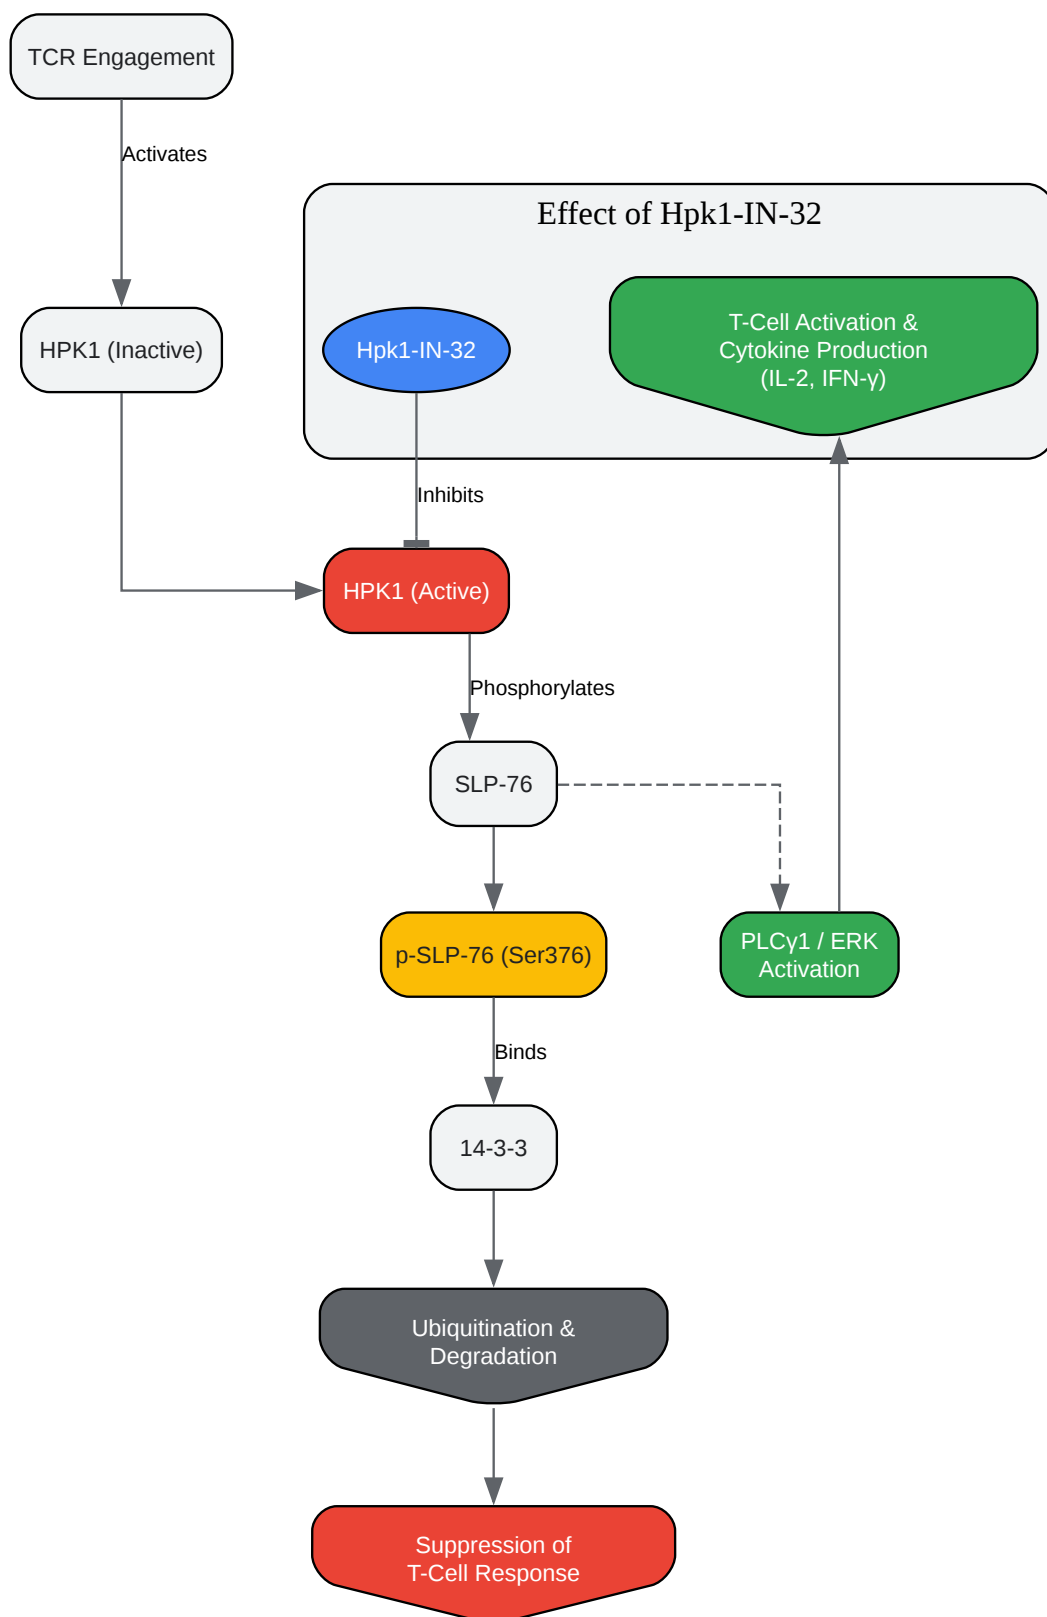 TCR Engagement
Activates
Effect of Hpk1-IN-32
HPK1 (Inactive)
Hpk1-IN-32
T-Cell Activation &
Cytokine Production
(IL-2, IFN-γ)
Inhibits
HPK1 (Active)
Phosphorylates
SLP-76
p-SLP-76 (Ser376)
PLCγ1 / ERK
Activation
Binds
14-3-3
Ubiquitination &
Degradation
Suppression of
T-Cell Response